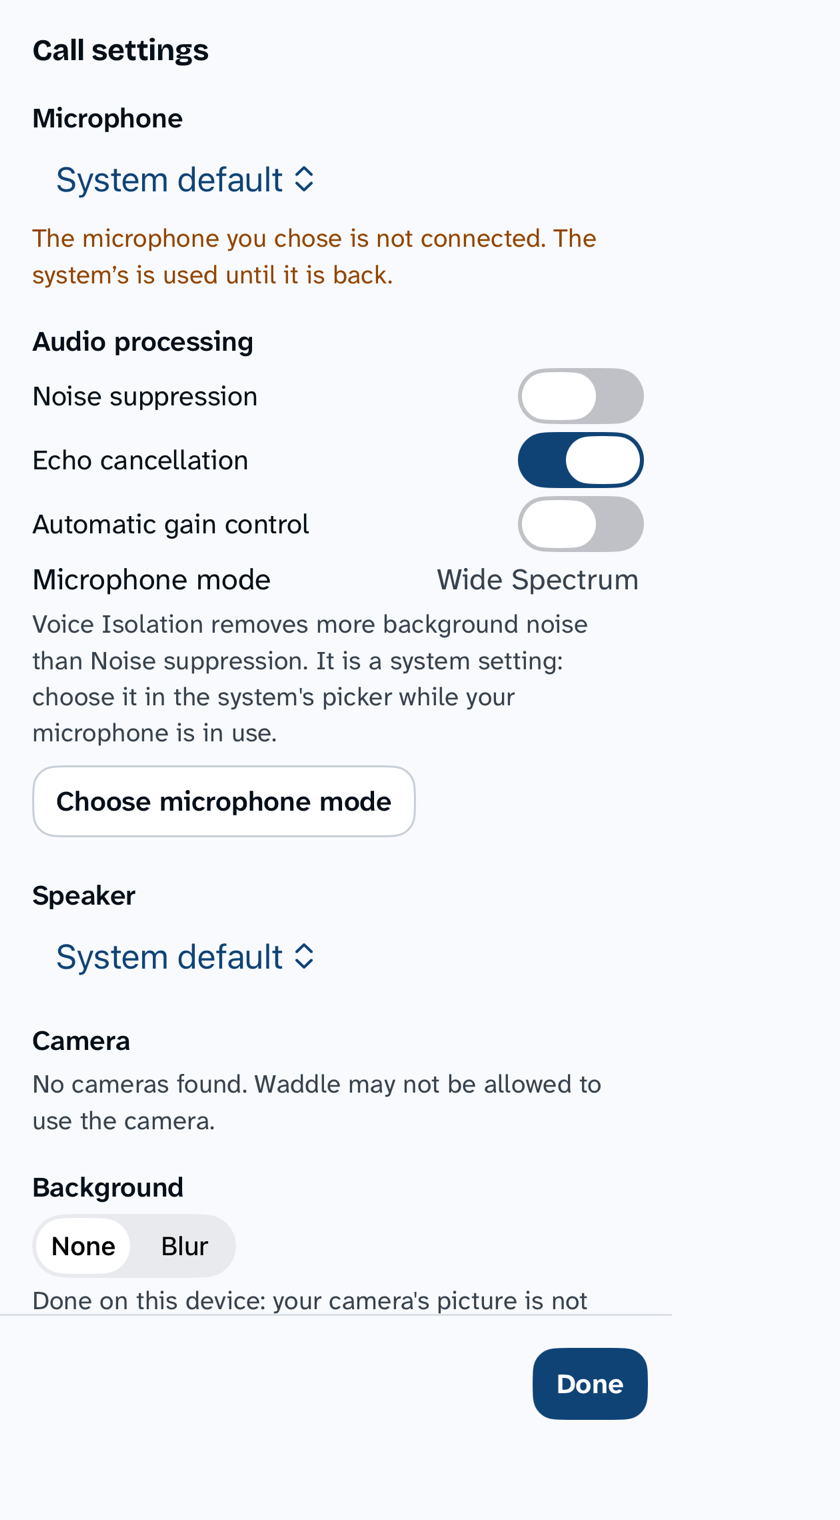 Call settings
Microphone
System default
The microphone you chose is not connected. The
system’s is used until it is back.
Audio processing
Noise suppression
Echo cancellation
Automatic gain control
Microphone mode Wide Spectrum
Voice Isolation removes more background noise
than Noise suppression. It is a system setting:
choose it in the system's picker while your
microphone is in use.
Choose microphone mode
Speaker
System default
Camera
No cameras found. Waddle may not be allowed to
use the camera.
Background
None Blur
Done on this device: your camera's picture is not
Done